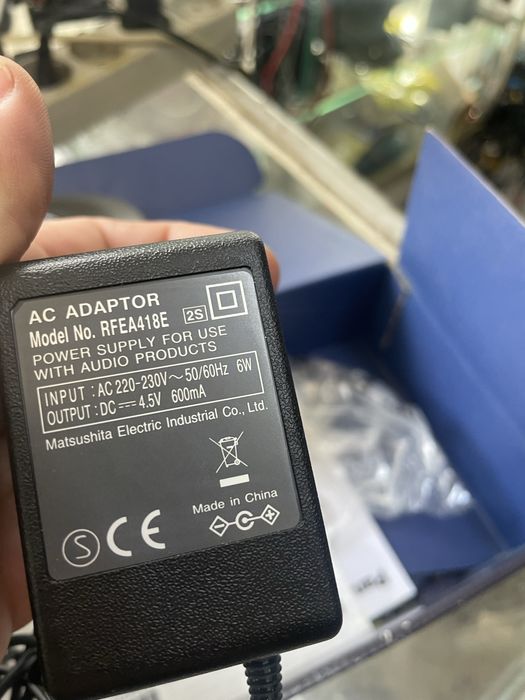 AC ADAPTOR
Model No. RFEA418E 2S
POWER SUPPLY FOR USE
WITH AUDIO PRODUCTS
INPUT : AC 220-230V~50/60Hz 6W
OUTPUT : DC⎓4.5V 600mA
Matsushita Electric Industrial Co., Ltd.
Made in China
S CE